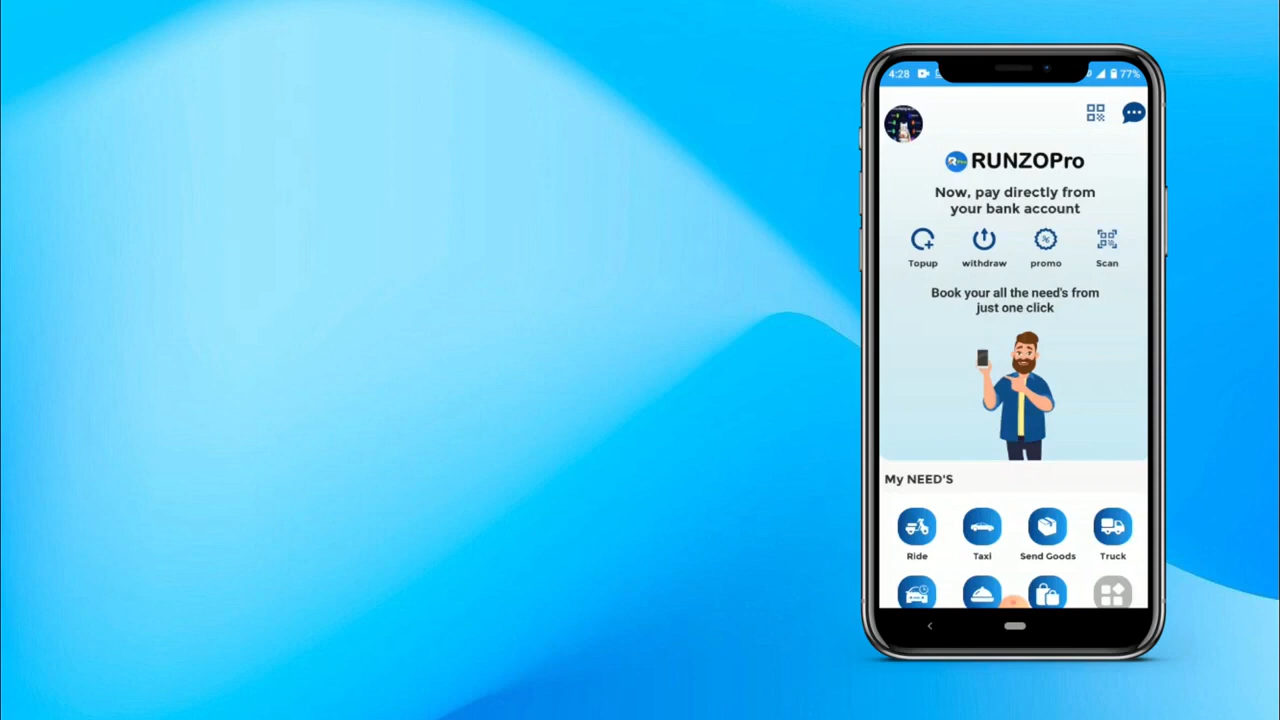 4:28
77%
RUNZOPro
Now, pay directly from
your bank account
Topup withdraw promo Scan
Book your all the need's from
just one click
My NEED'S
Ride Taxi Send Goods Truck